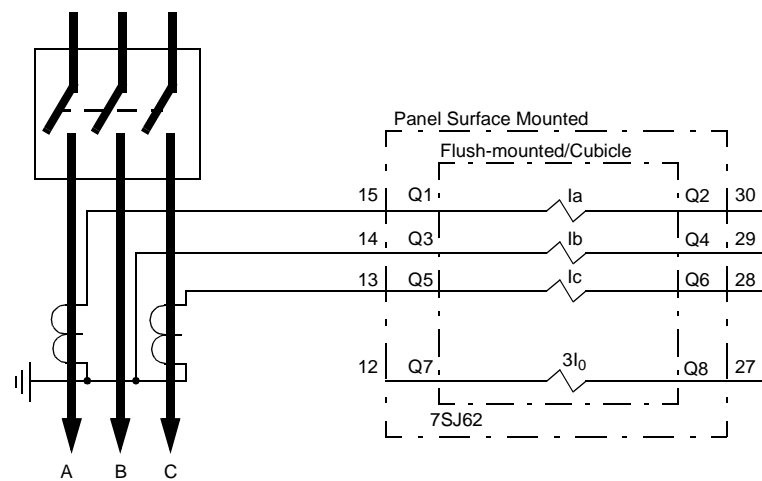 Panel Surface Mounted
Flush-mounted/Cubicle
15 Q1 Ia Q2 30
14 Q3 Ib Q4 29
13 Q5 Ic Q6 28
12 Q7 3I0 Q8 27
7SJ62
A B C